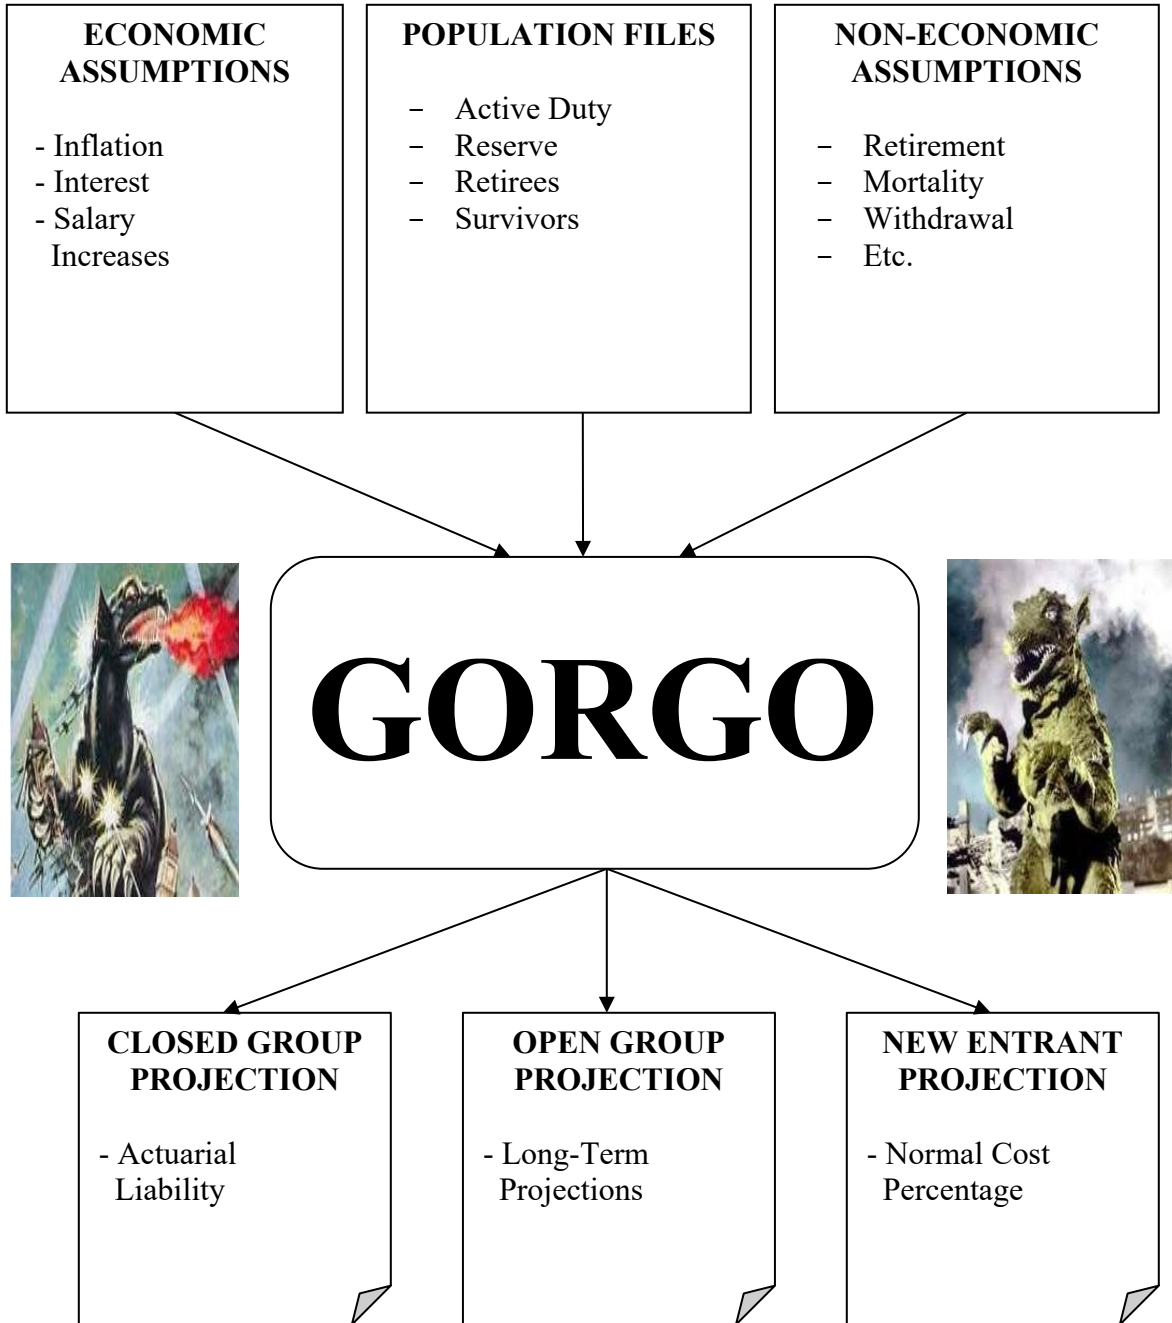 ECONOMIC
ASSUMPTIONS
- Inflation
- Interest
- Salary
Increases
POPULATION FILES
– Active Duty
– Reserve
– Retirees
– Survivors
NON-ECONOMIC
ASSUMPTIONS
– Retirement
– Mortality
– Withdrawal
– Etc.
GORGO
CLOSED GROUP
PROJECTION
- Actuarial
Liability
OPEN GROUP
PROJECTION
- Long-Term
Projections
NEW ENTRANT
PROJECTION
- Normal Cost
Percentage